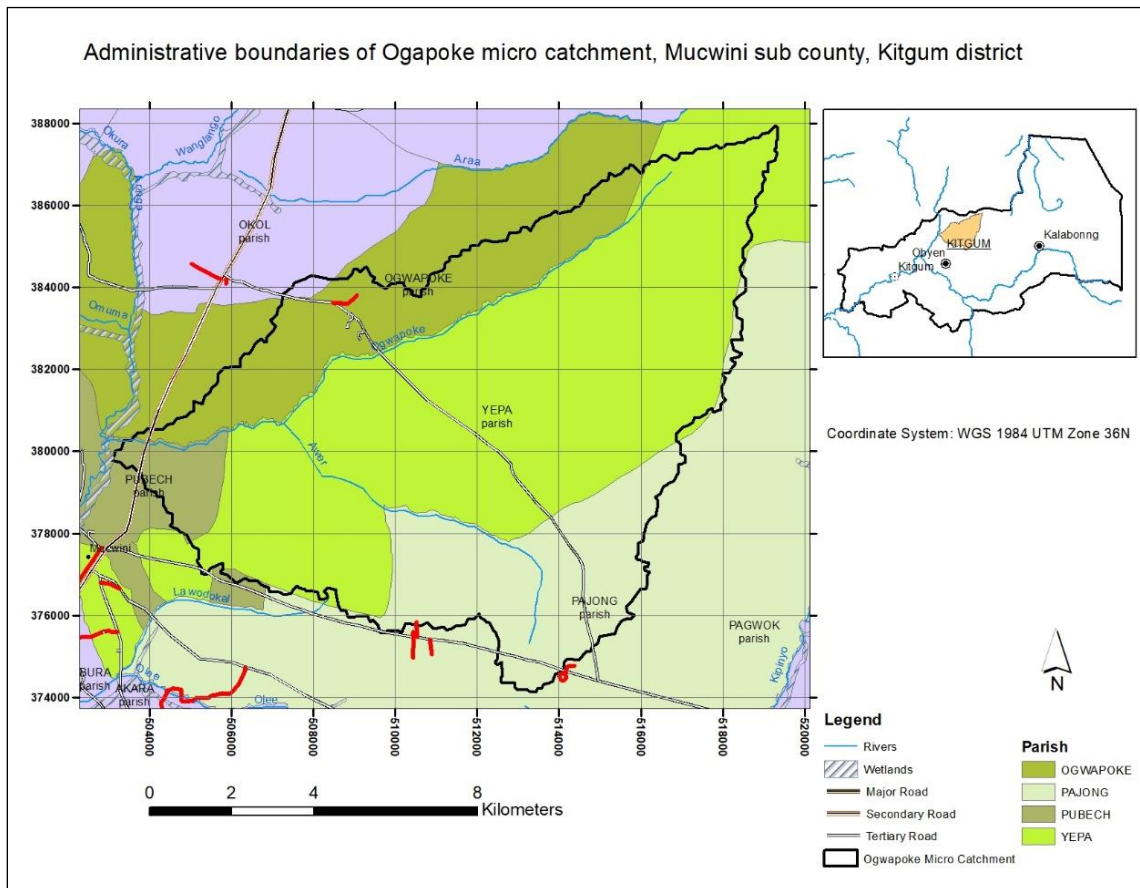 Administrative boundaries of Ogapoke micro catchment, Mucwini sub county, Kitgum district
388000
386000
384000
382000
380000
378000
376000
374000
504000
506000
508000
510000
512000
514000
516000
518000
520000
Okura
Wanglango
Aringa
Araa
OKOL
parish
OGWAPOKE
parish
Omuma
Ogwapoke
YEPA
parish
Awer
PUBECH
parish
Mucwini
Lawodokal
PAJONG
parish
PAGWOK
parish
Kipinyo
BURA
parish
AKARA
parish
Olee
Olee
0 2 4 8
Kilometers
KITGUM
Obyen
Kitgum
Kalabonng
Coordinate System: WGS 1984 UTM Zone 36N
N
Legend
Rivers
Wetlands
Major Road
Secondary Road
Tertiary Road
Ogwapoke Micro Catchment
Parish
OGWAPOKE
PAJONG
PUBECH
YEPA